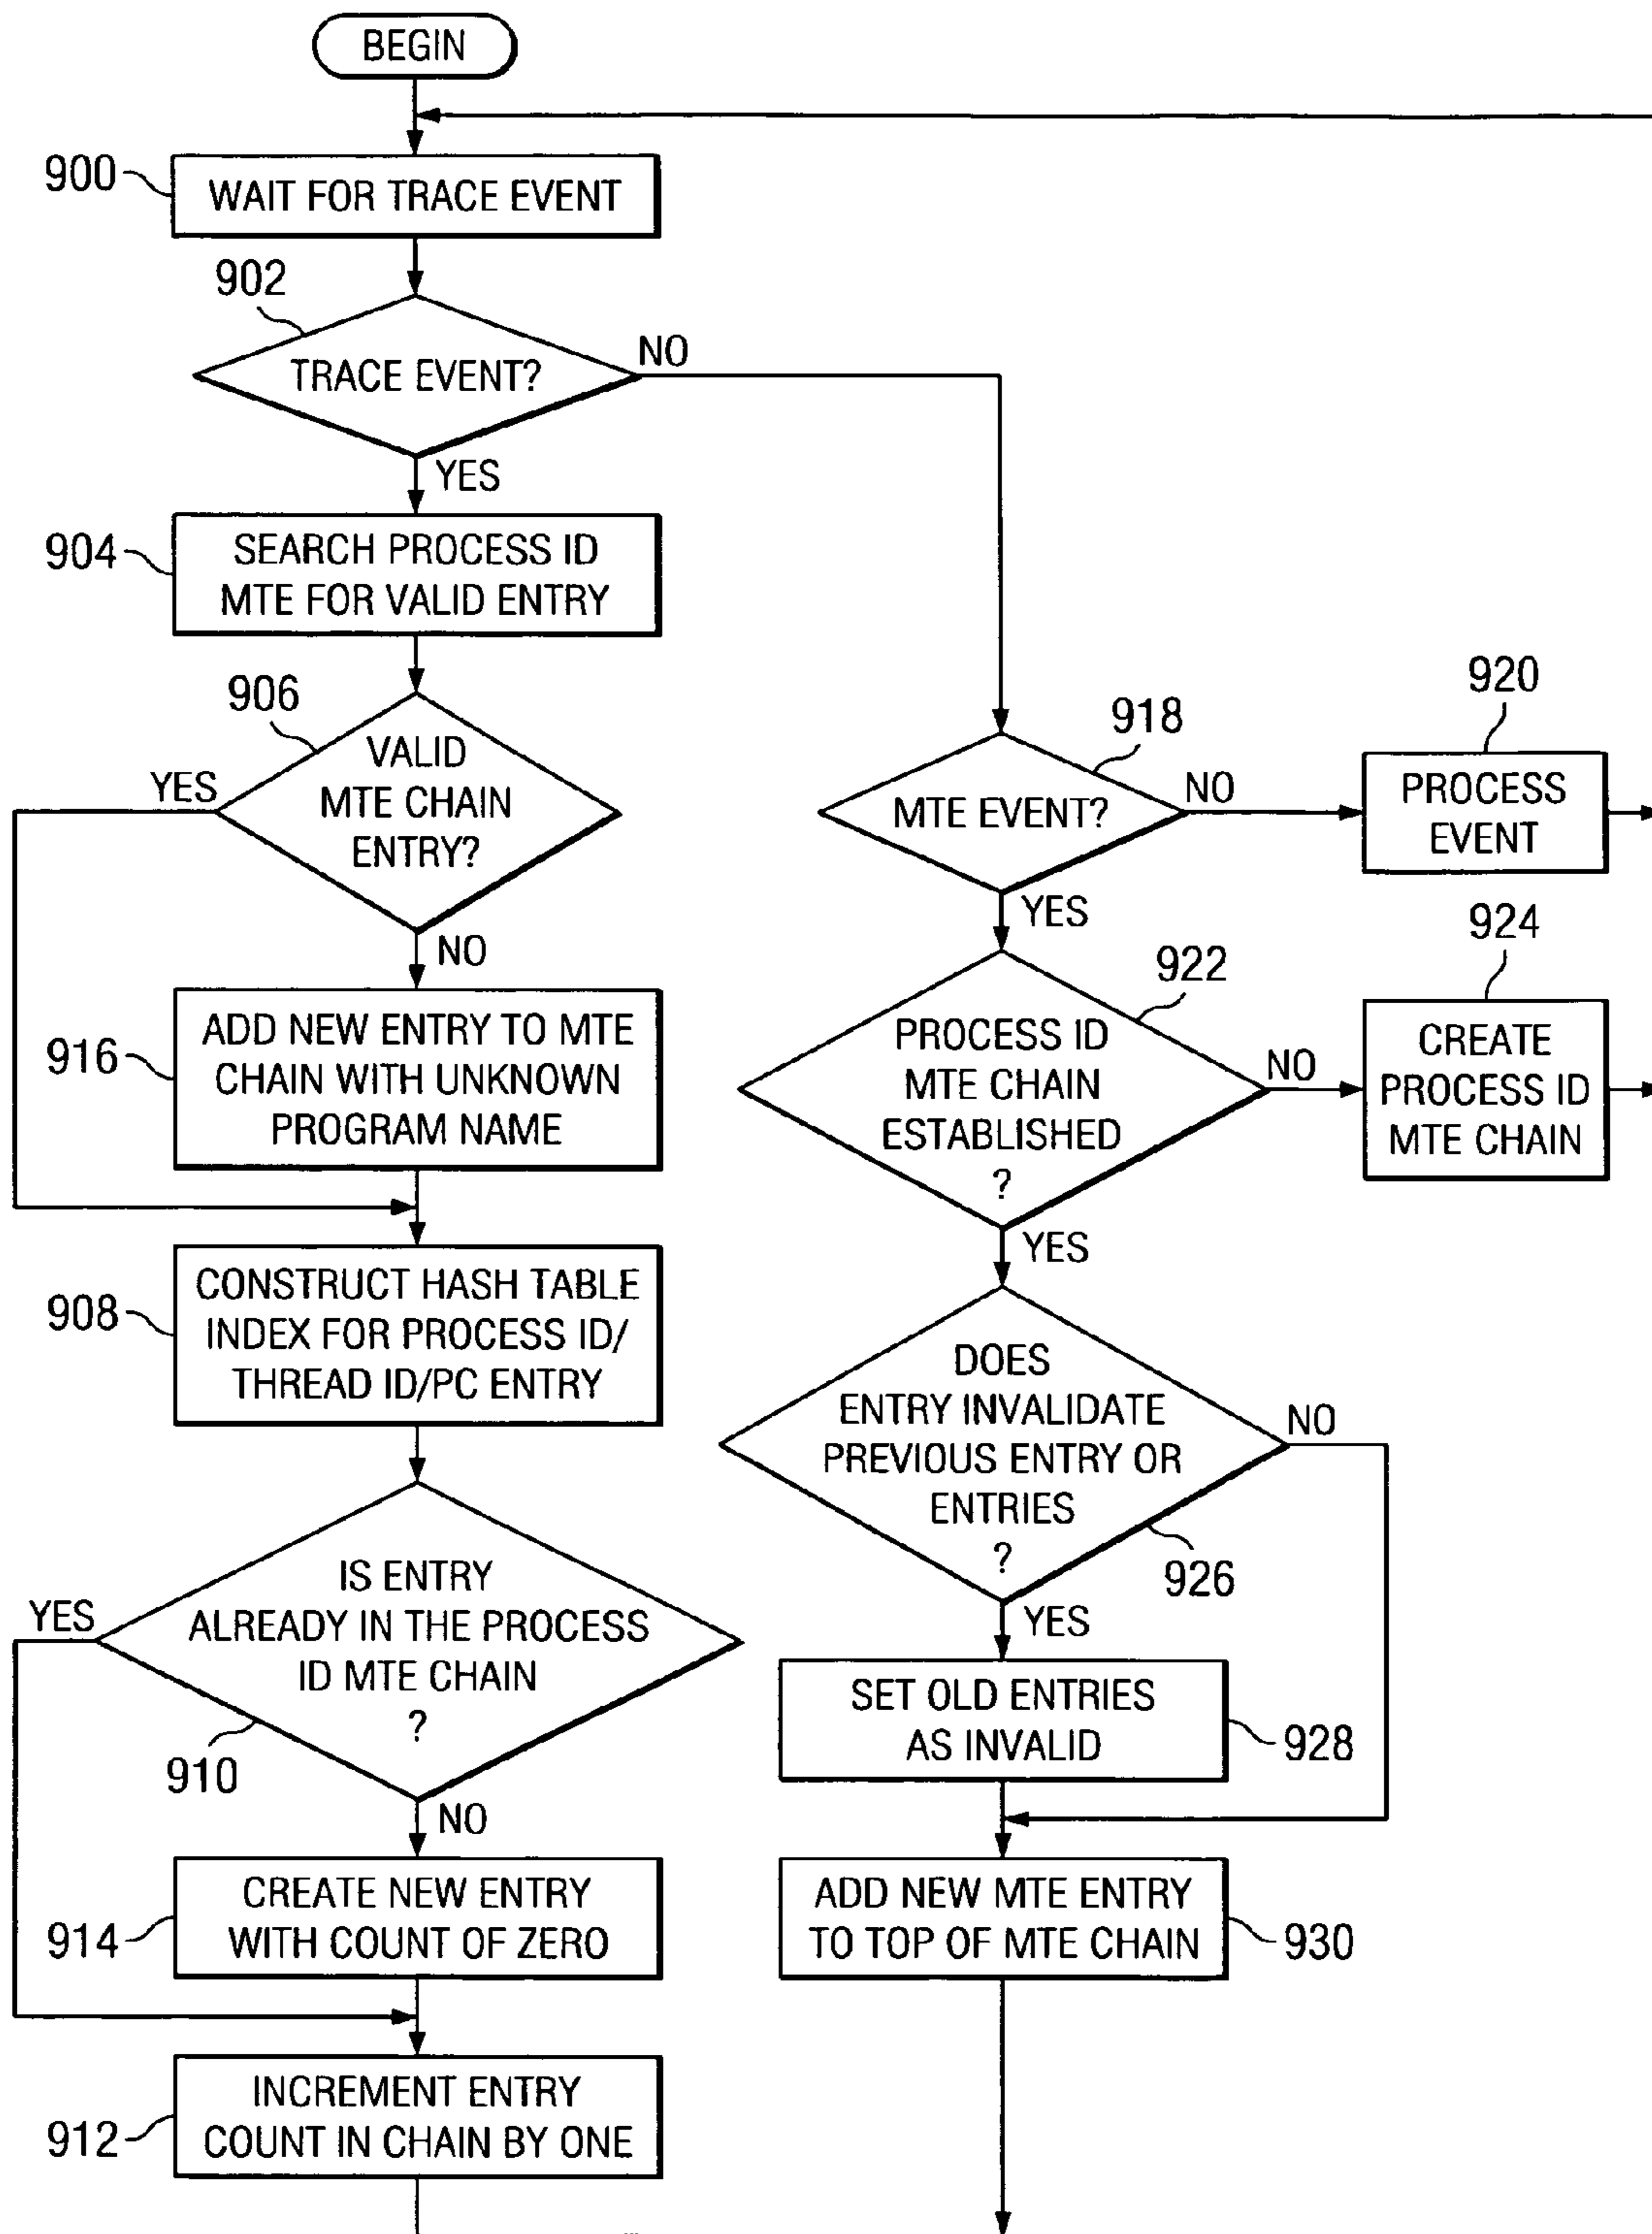 BEGIN
900
WAIT FOR TRACE EVENT
902
TRACE EVENT?
NO
YES
904
SEARCH PROCESS ID
MTE FOR VALID ENTRY
906
VALID
MTE CHAIN
ENTRY?
YES
NO
916
ADD NEW ENTRY TO MTE
CHAIN WITH UNKNOWN
PROGRAM NAME
908
CONSTRUCT HASH TABLE
INDEX FOR PROCESS ID/
THREAD ID/PC ENTRY
IS ENTRY
ALREADY IN THE PROCESS
ID MTE CHAIN
?
YES
910
NO
914
CREATE NEW ENTRY
WITH COUNT OF ZERO
912
INCREMENT ENTRY
COUNT IN CHAIN BY ONE
918
MTE EVENT?
NO
920
PROCESS
EVENT
YES
922
PROCESS ID
MTE CHAIN
ESTABLISHED
?
NO
924
CREATE
PROCESS ID
MTE CHAIN
YES
DOES
ENTRY INVALIDATE
PREVIOUS ENTRY OR
ENTRIES
?
NO
926
YES
SET OLD ENTRIES
AS INVALID
928
ADD NEW MTE ENTRY
TO TOP OF MTE CHAIN
930